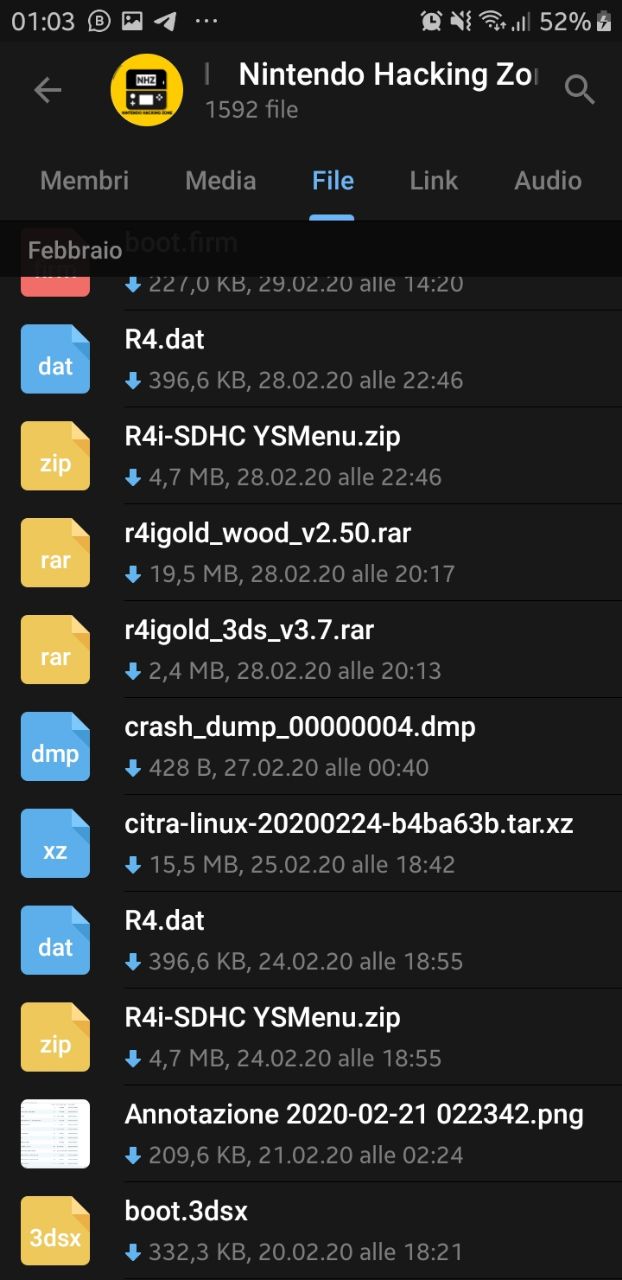 01:03 52%
NHZ
NINTENDO HACKING ZONE
Nintendo Hacking Zo
1592 file
Membri Media File Link Audio
Febbraio
boot.firm
firm
227,0 KB, 29.02.20 alle 14:20
R4.dat
dat
396,6 KB, 28.02.20 alle 22:46
R4i-SDHC YSMenu.zip
zip
4,7 MB, 28.02.20 alle 22:46
r4igold_wood_v2.50.rar
rar
19,5 MB, 28.02.20 alle 20:17
r4igold_3ds_v3.7.rar
rar
2,4 MB, 28.02.20 alle 20:13
crash_dump_00000004.dmp
dmp
428 B, 27.02.20 alle 00:40
citra-linux-20200224-b4ba63b.tar.xz
xz
15,5 MB, 25.02.20 alle 18:42
R4.dat
dat
396,6 KB, 24.02.20 alle 18:55
R4i-SDHC YSMenu.zip
zip
4,7 MB, 24.02.20 alle 18:55
Annotazione 2020-02-21 022342.png
209,6 KB, 21.02.20 alle 02:24
boot.3dsx
3dsx
332,3 KB, 20.02.20 alle 18:21